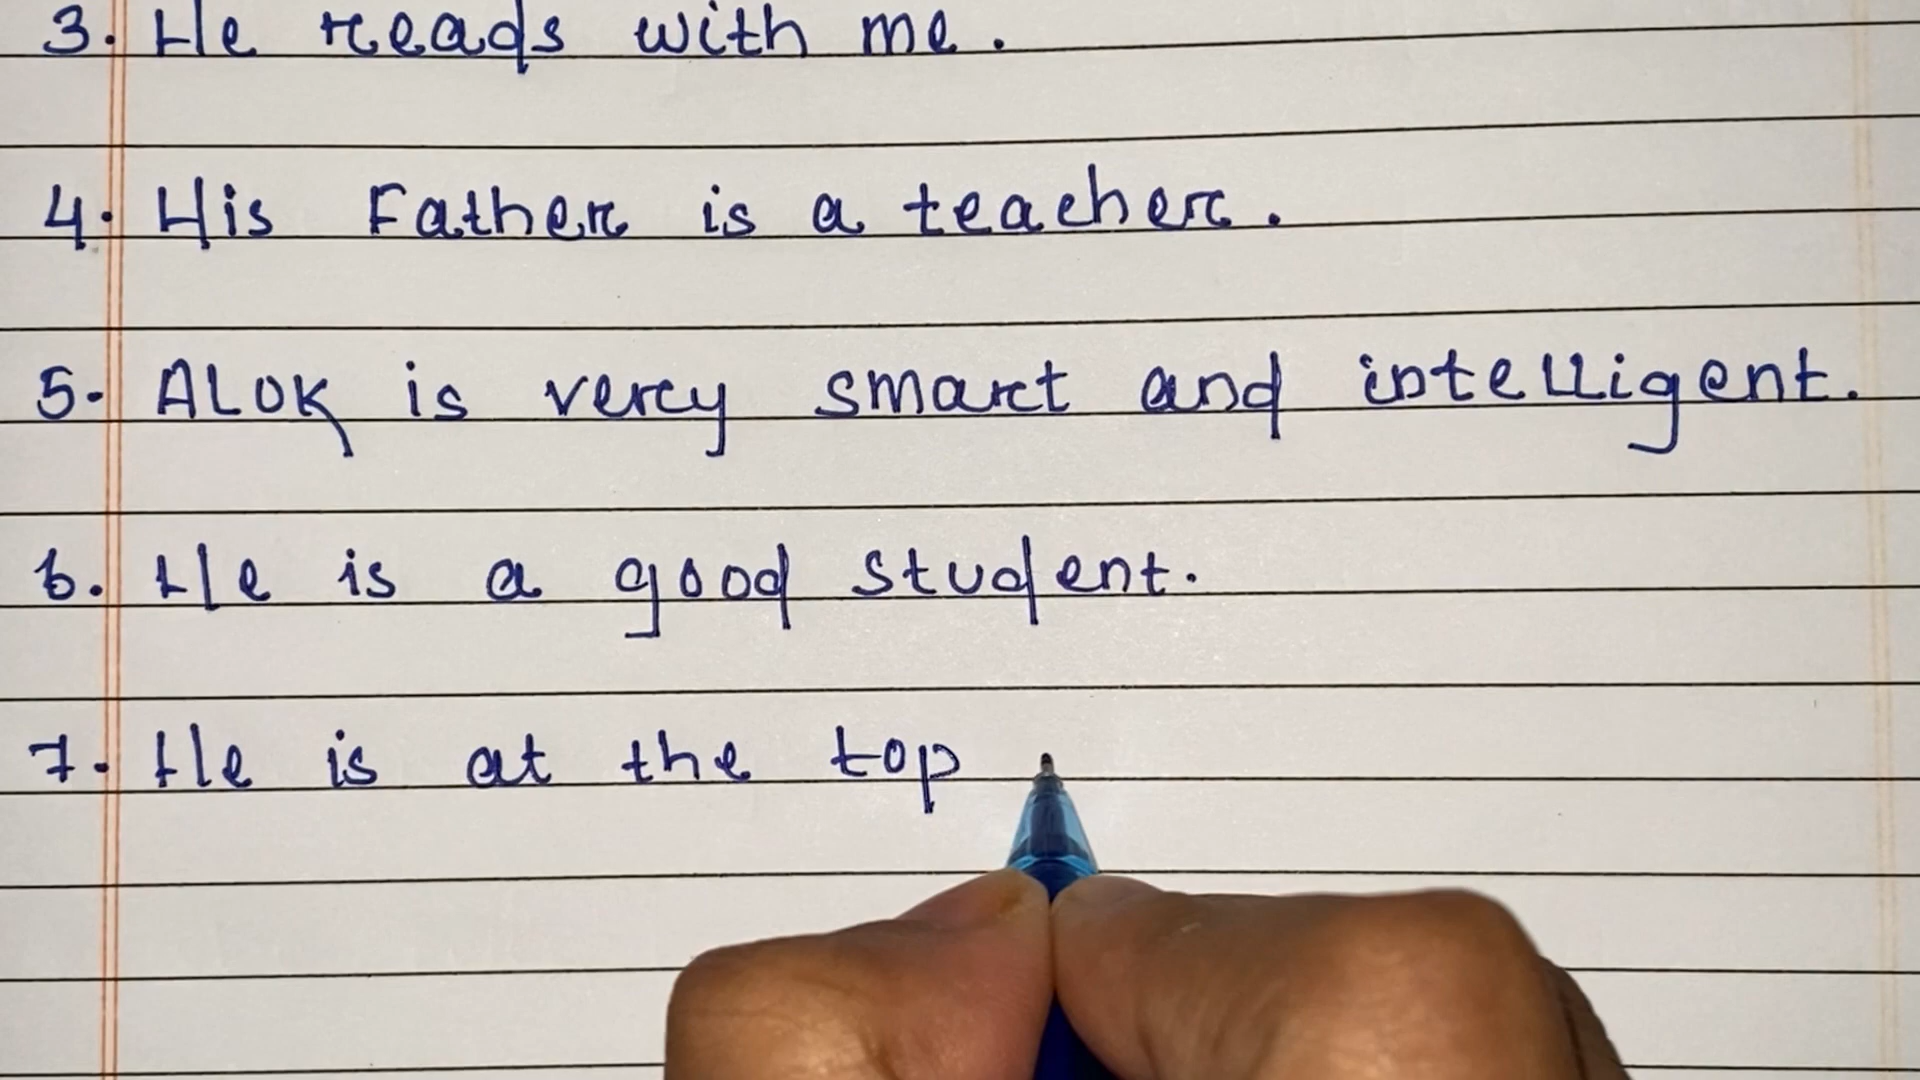 3. He reads with me.
4. His Father is a teacher.
5. ALOK is very smart and intelligent.
6. He is a good student.
7. He is at the top